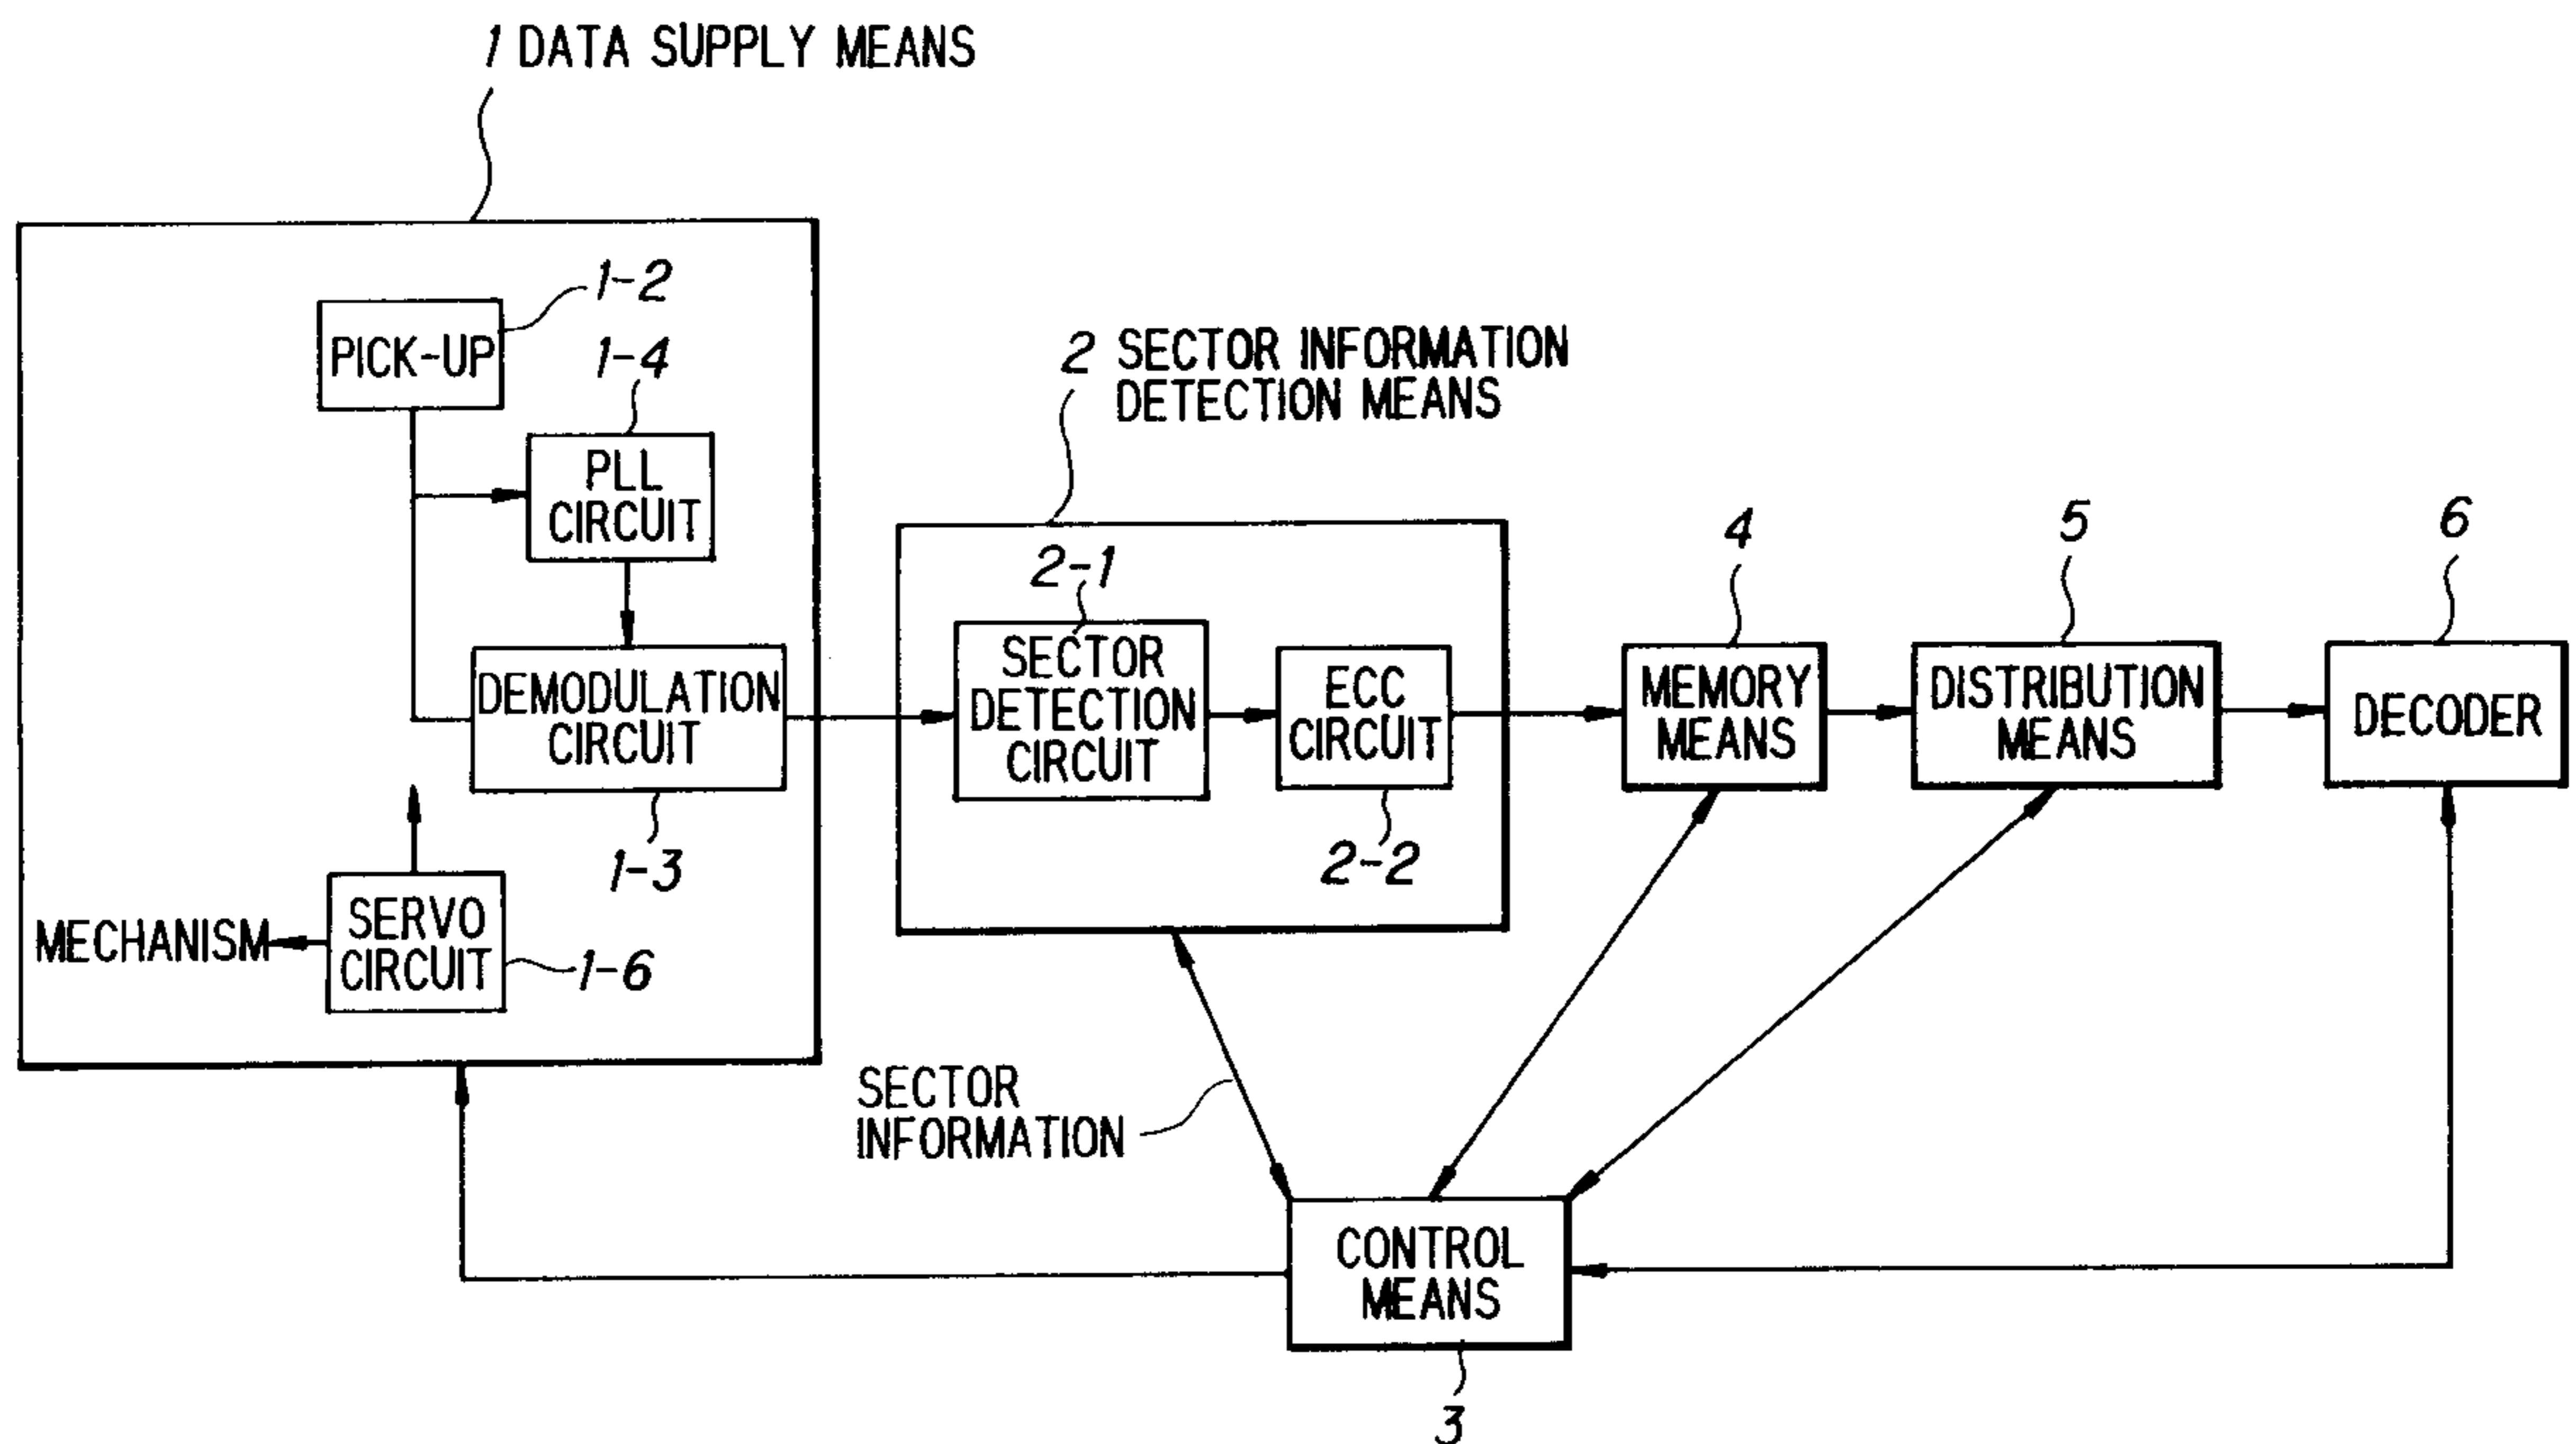 1 DATA SUPPLY MEANS
1-2
PICK-UP
1-4
PLL
CIRCUIT
DEMODULATION
CIRCUIT
1-3
SERVO
CIRCUIT
MECHANISM
1-6
2 SECTOR INFORMATION
DETECTION MEANS
2-1
SECTOR
DETECTION
CIRCUIT
ECC
CIRCUIT
2-2
4
MEMORY
MEANS
5
DISTRIBUTION
MEANS
6
DECODER
SECTOR
INFORMATION
CONTROL
MEANS
3